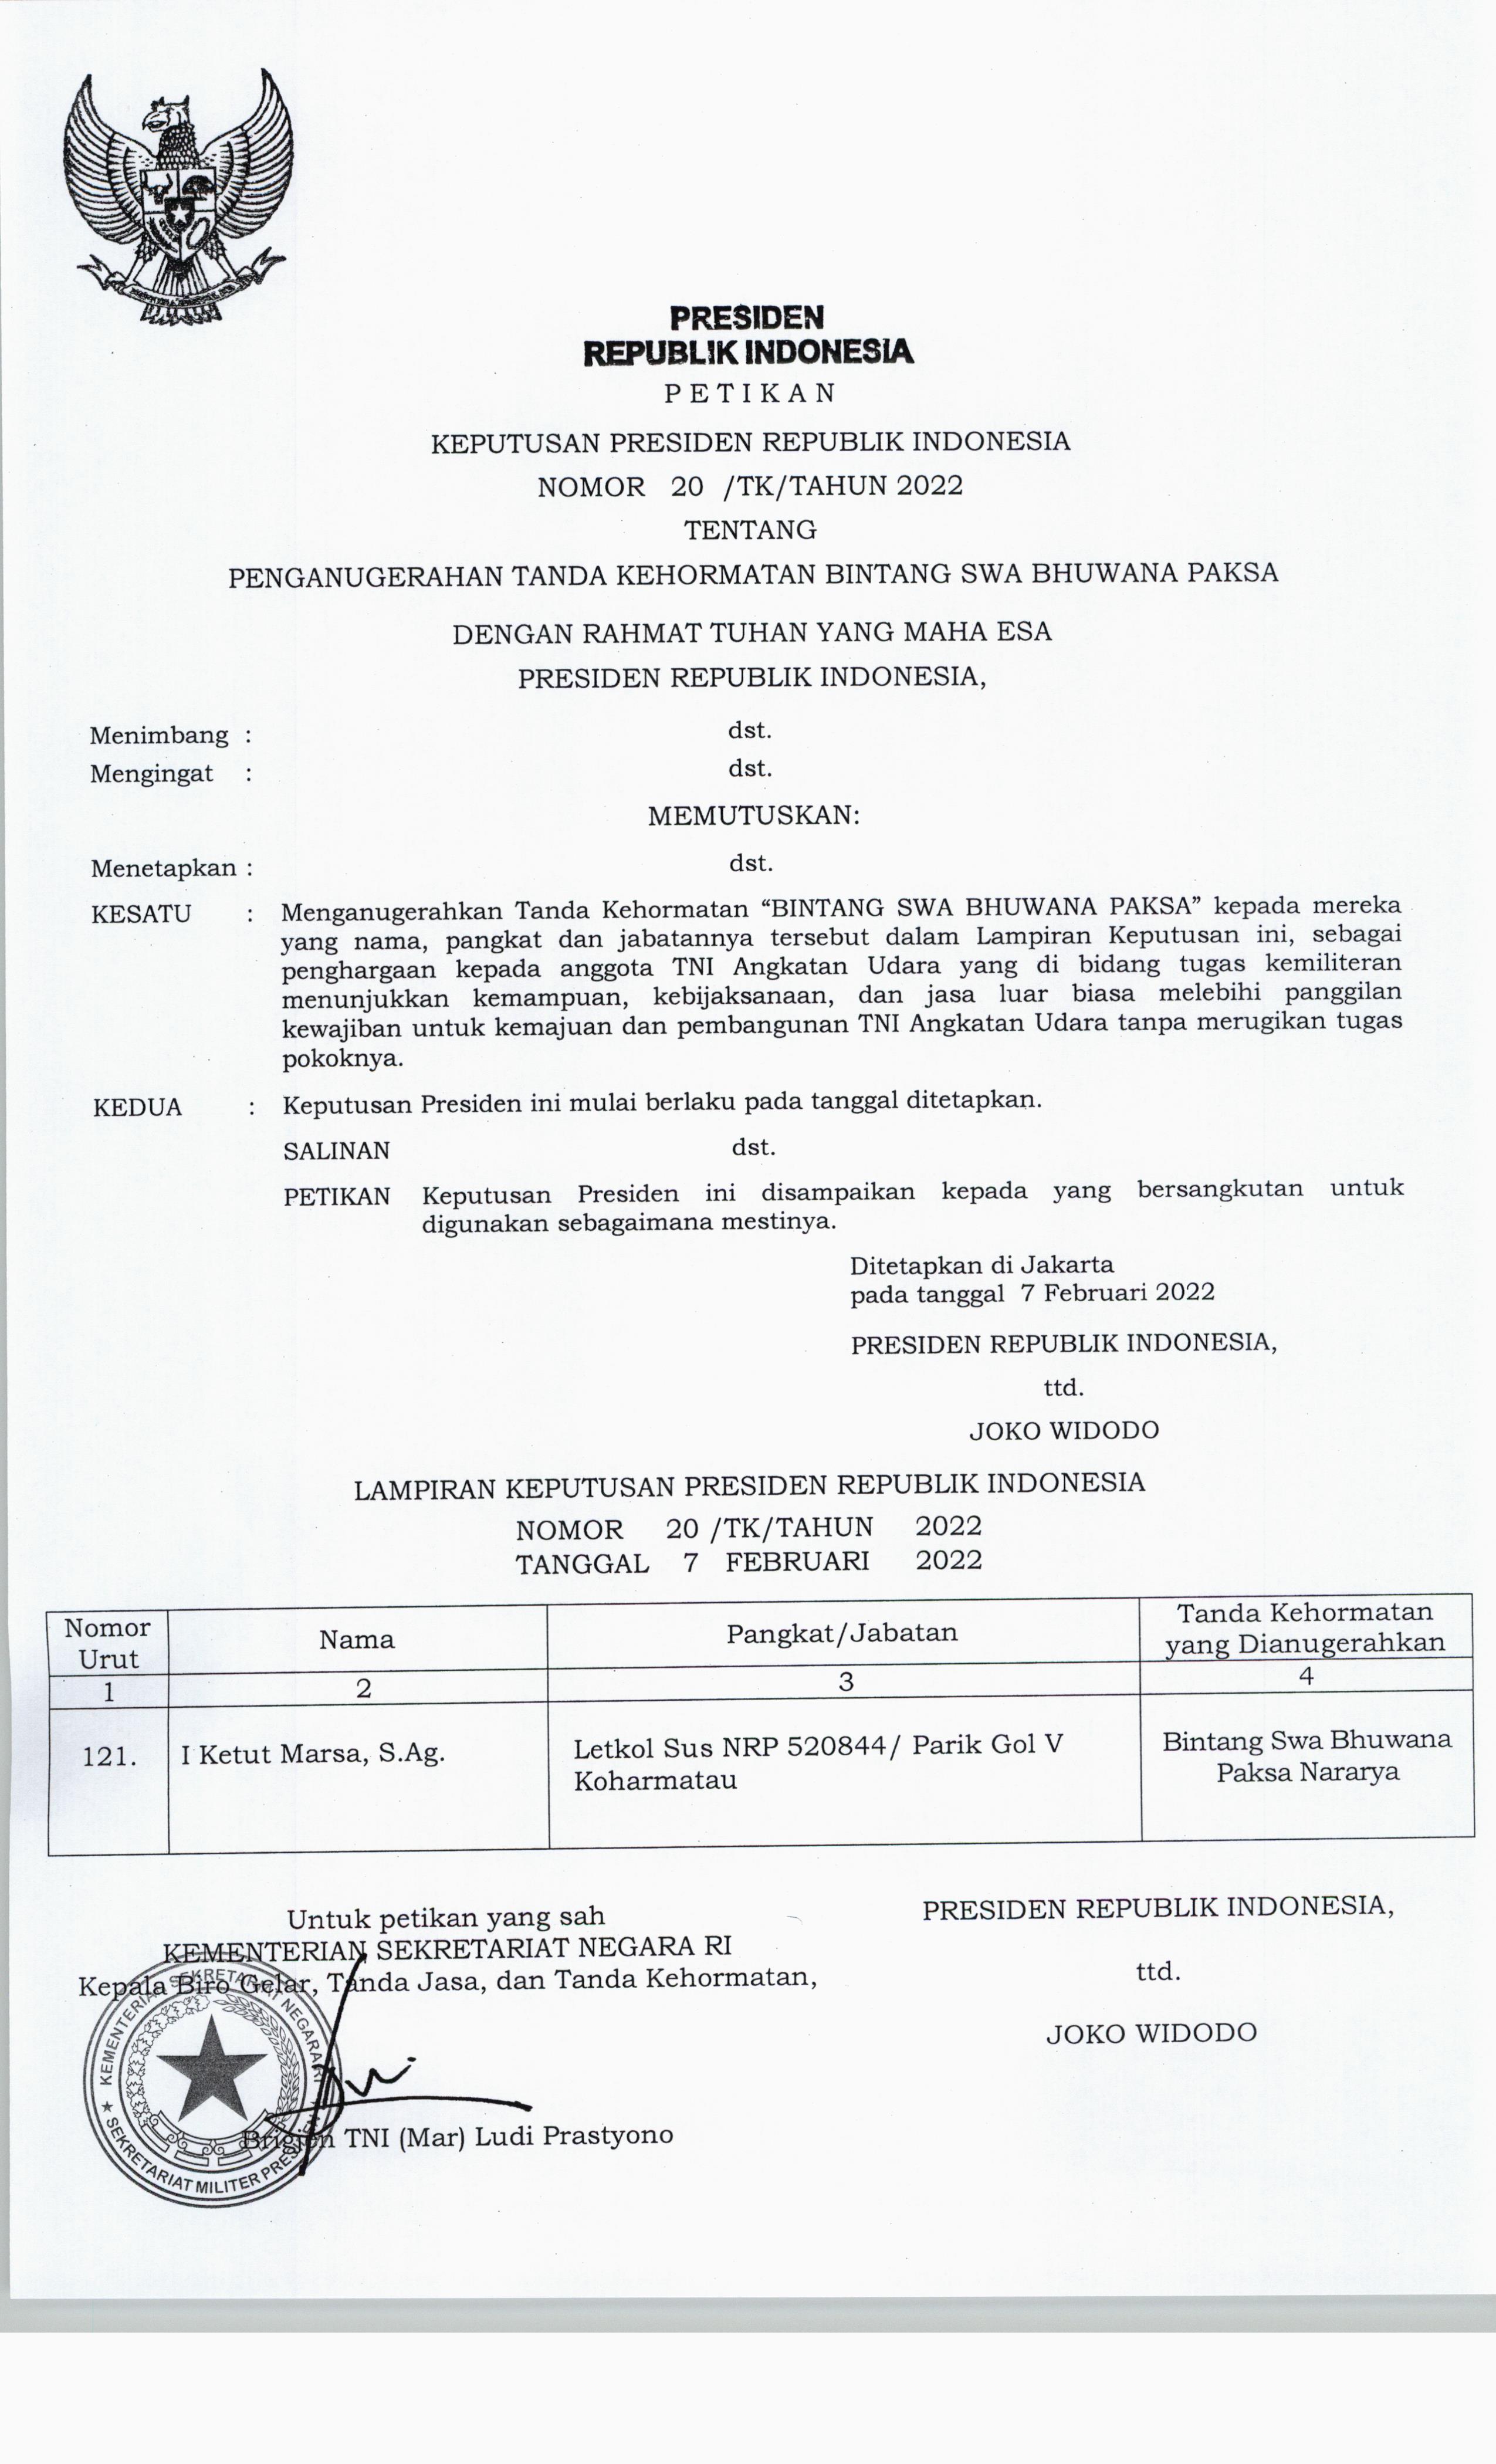 PRESIDEN
REPUBLIK INDONESIA
PETIKAN
KEPUTUSAN PRESIDEN REPUBLIK INDONESIA
NOMOR 20 /TK/TAHUN 2022
TENTANG
PENGANUGERAHAN TANDA KEHORMATAN BINTANG SWA BHUWANA PAKSA
DENGAN RAHMAT TUHAN YANG MAHA ESA
PRESIDEN REPUBLIK INDONESIA,
Menimbang : dst.
Mengingat : dst.
MEMUTUSKAN:
Menetapkan : dst.
KESATU : Menganugerahkan Tanda Kehormatan “BINTANG SWA BHUWANA PAKSA” kepada mereka
yang nama, pangkat dan jabatannya tersebut dalam Lampiran Keputusan ini, sebagai
penghargaan kepada anggota TNI Angkatan Udara yang di bidang tugas kemiliteran
menunjukkan kemampuan, kebijaksanaan, dan jasa luar biasa melebihi panggilan
kewajiban untuk kemajuan dan pembangunan TNI Angkatan Udara tanpa merugikan tugas
pokoknya.
KEDUA : Keputusan Presiden ini mulai berlaku pada tanggal ditetapkan.
SALINAN dst.
PETIKAN Keputusan Presiden ini disampaikan kepada yang bersangkutan untuk
digunakan sebagaimana mestinya.
Ditetapkan di Jakarta
pada tanggal 7 Februari 2022
PRESIDEN REPUBLIK INDONESIA,
ttd.
JOKO WIDODO
LAMPIRAN KEPUTUSAN PRESIDEN REPUBLIK INDONESIA
NOMOR 20 /TK/TAHUN 2022
TANGGAL 7 FEBRUARI 2022
Nomor Urut
Nama
Pangkat/Jabatan
Tanda Kehormatan
yang Dianugerahkan
1 2 3 4
121. I Ketut Marsa, S.Ag.
Letkol Sus NRP 520844/ Parik Gol V
Koharmatau
Bintang Swa Bhuwana
Paksa Nararya
Untuk petikan yang sah
KEMENTERIAN SEKRETARIAT NEGARA RI
Kepala Biro Gelar, Tanda Jasa, dan Tanda Kehormatan,
KEMENTERIAN SEKRETARIAT NEGARA RI
SEKRETARIAT MILITER PRESIDEN
Brigjen TNI (Mar) Ludi Prastyono
PRESIDEN REPUBLIK INDONESIA,
ttd.
JOKO WIDODO